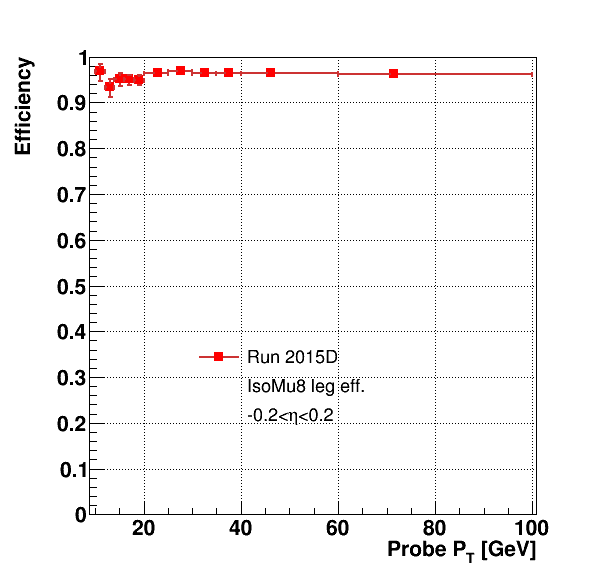 Efficiency
1
0.9
0.8
0.7
0.6
0.5
0.4
0.3
0.2
0.1
0
Run 2015D
IsoMu8 leg eff.
-0.2<η<0.2
20 40 60 80 100
Probe P_T [GeV]